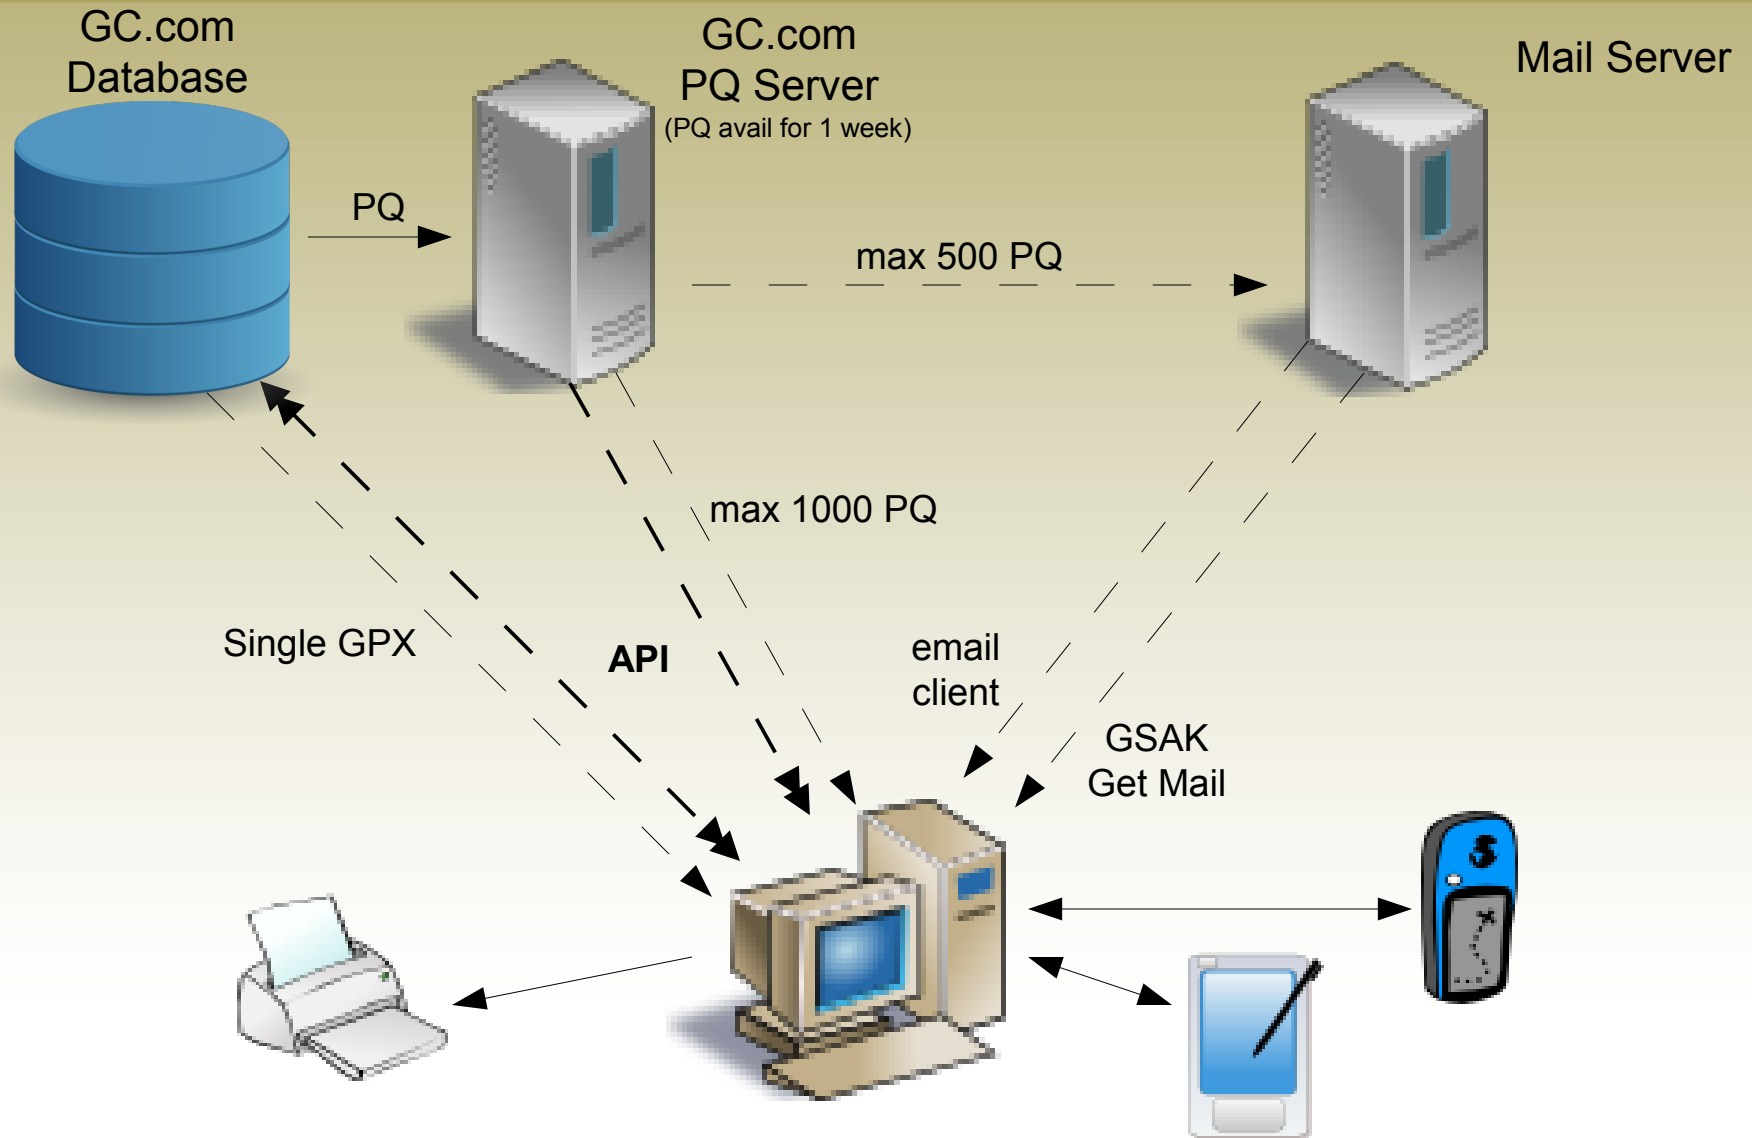 GC.com
Database
GC.com
PQ Server
(PQ avail for 1 week)
Mail Server
PQ
max 500 PQ
max 1000 PQ
Single GPX
API
email
client
GSAK
Get Mail